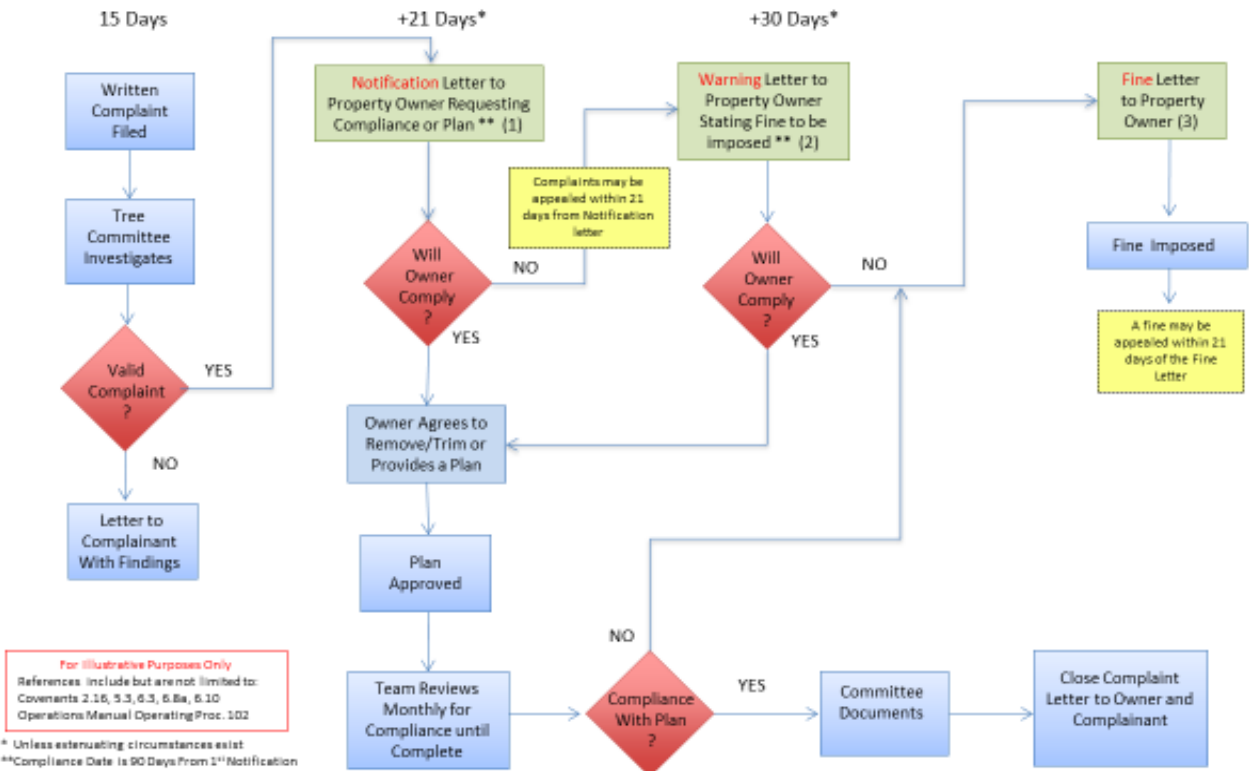 15 Days
+21 Days*
+30 Days*
Written
Complaint
Filed
Tree
Committee
Investigates
Valid
Complaint
?
YES
NO
Letter to
Complainant
With Findings
Notification Letter to
Property Owner Requesting
Compliance or Plan ** (1)
Will
Owner
Comply
?
NO
YES
Complaints may be
appealed within 21
days from Notification
letter
Owner Agrees to
Remove/Trim or
Provides a Plan
Plan
Approved
Team Reviews
Monthly for
Compliance until
Complete
Warning Letter to
Property Owner
Stating Fine to be
imposed ** (2)
Will
Owner
Comply
?
NO
YES
Compliance
With Plan
?
NO
YES
Committee
Documents
Close Complaint
Letter to Owner and
Complainant
Fine Letter
to Property
Owner (3)
Fine Imposed
A fine may be
appealed within 21
days of the Fine
Letter
For Illustrative Purposes Only
References include but are not limited to:
Covenents 2.16, 5.3, 6.3, 6.8a, 6.10
Operations Manual Operating Proc. 102
* Unless extenuating circumstances exist
**Compliance Date is 90 Days From 1st Notification